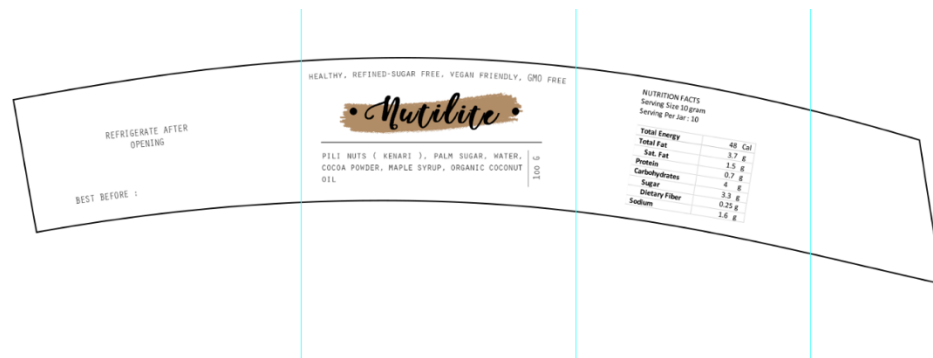 REFRIGERATE AFTER
OPENING
BEST BEFORE :
HEALTHY, REFINED-SUGAR FREE, VEGAN FRIENDLY, GMO FREE
• Nutilite •
PILI NUTS ( KENARI ), PALM SUGAR, WATER,
COCOA POWDER, MAPLE SYRUP, ORGANIC COCONUT
OIL
100 G
NUTRITION FACTS
Serving Size 10 gram
Serving Per Jar : 10
Total Energy 48 Cal
Total Fat 3.7 g
Sat. Fat 1.5 g
Protein 0.7 g
Carbohydrates 4 g
Sugar 3.3 g
Dietary Fiber 0.25 g
Sodium 1.6 g